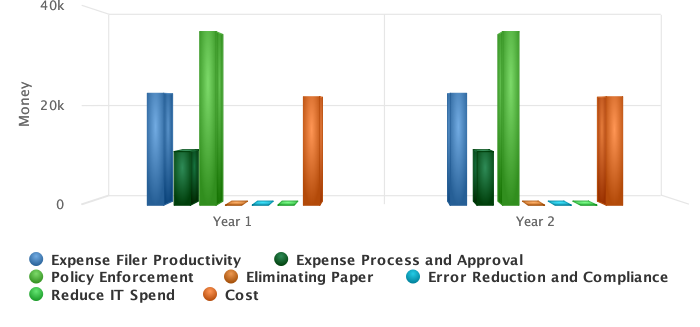 40k
20k
0
Money
Year 1 Year 2
Expense Filer Productivity Expense Process and Approval
Policy Enforcement Eliminating Paper Error Reduction and Compliance
Reduce IT Spend Cost